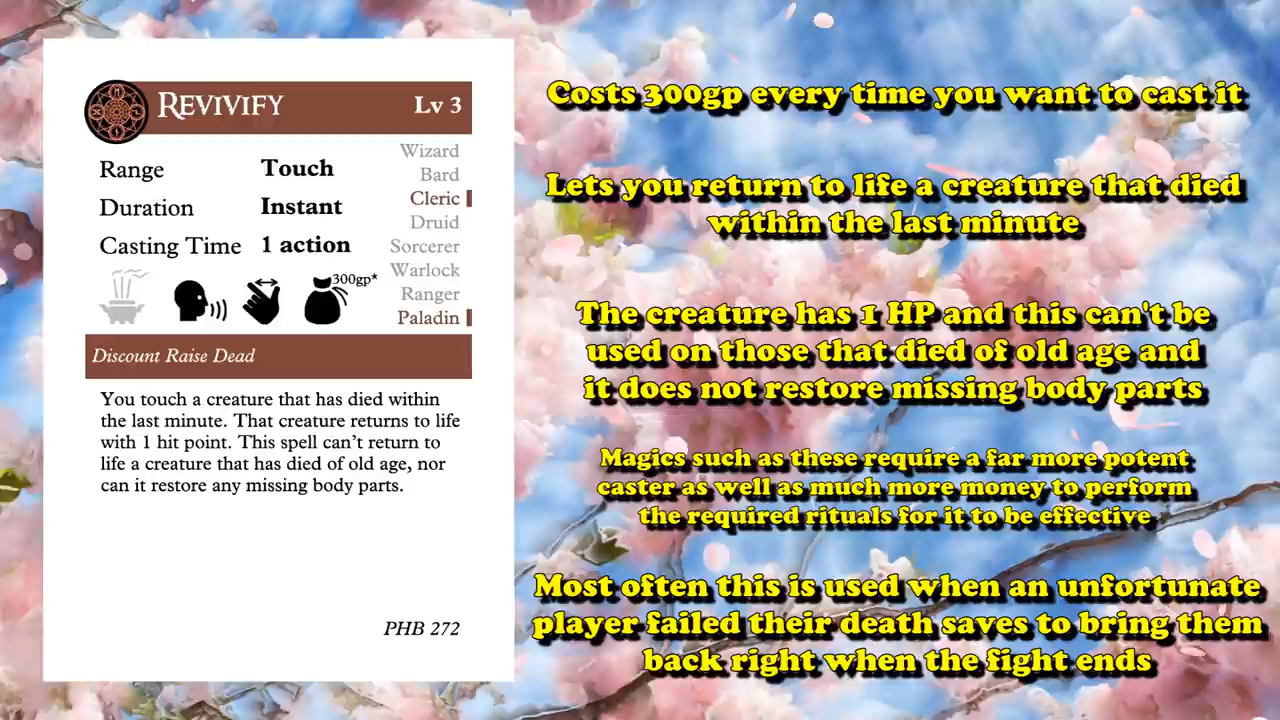 REVIVIFY
Lv 3
Range Touch
Duration Instant
Casting Time 1 action
300gp*
Wizard
Bard
Cleric
Druid
Sorcerer
Warlock
Ranger
Paladin
Discount Raise Dead
You touch a creature that has died within
the last minute. That creature returns to life
with 1 hit point. This spell can't return to
life a creature that has died of old age, nor
can it restore any missing body parts.
PHB 272
Costs 300gp every time you want to cast it
Lets you return to life a creature that died
within the last minute
The creature has 1 HP and this can't be
used on those that died of old age and
it does not restore missing body parts
Magics such as these require a far more potent
caster as well as much more money to perform
the required rituals for it to be effective
Most often this is used when an unfortunate
player failed their death saves to bring them
back right when the fight ends